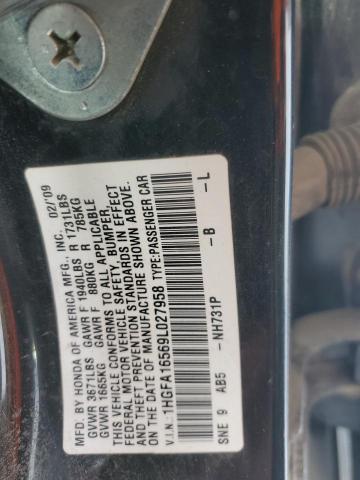 MFD. BY HONDA OF AMERICA MFG., INC. 02/'09
GVWR 3671LBS GAWR F 1940LBS R 1731LBS
GVWR 1665KG GAWR F 880KG R 785KG
THIS VEHICLE CONFORMS TO ALL APPLICABLE
FEDERAL MOTOR VEHICLE SAFETY, BUMPER,
AND THEFT PREVENTION STANDARDS IN EFFECT
ON THE DATE OF MANUFACTURE SHOWN ABOVE.
V.I.N.: 1HGFA16569L027958 TYPE:PASSENGER CAR
SNE 9 AB5 -NH731P -B -L